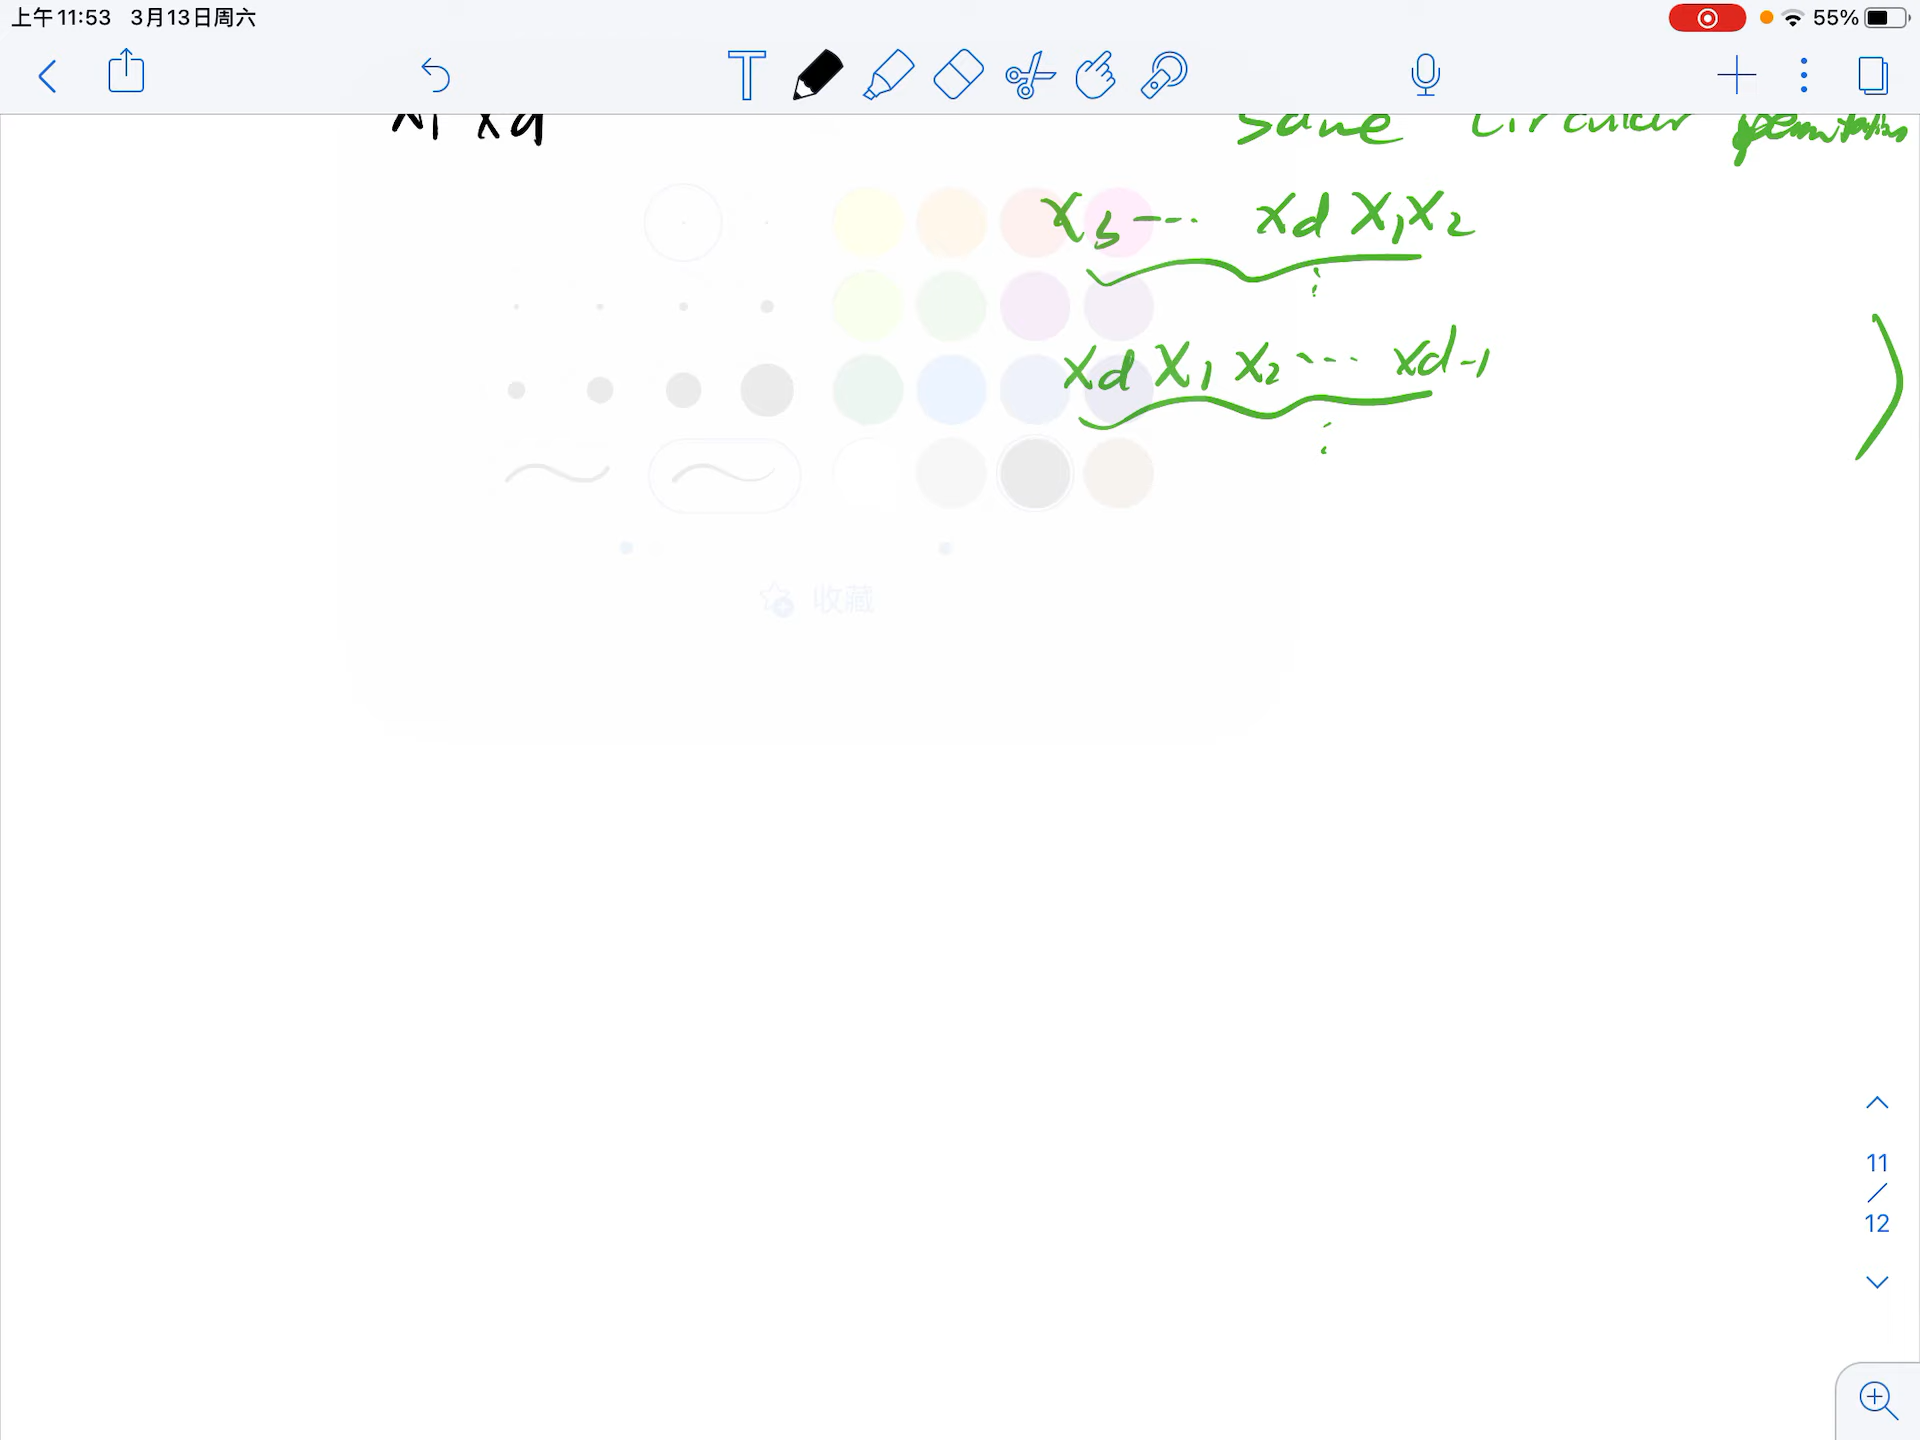 上午11:53 3月13日周六 55%
T
same circular
x3 --- xd x1x2
⋮
xd x1 x2 --- xd-1
⋮
收藏
11
/
12